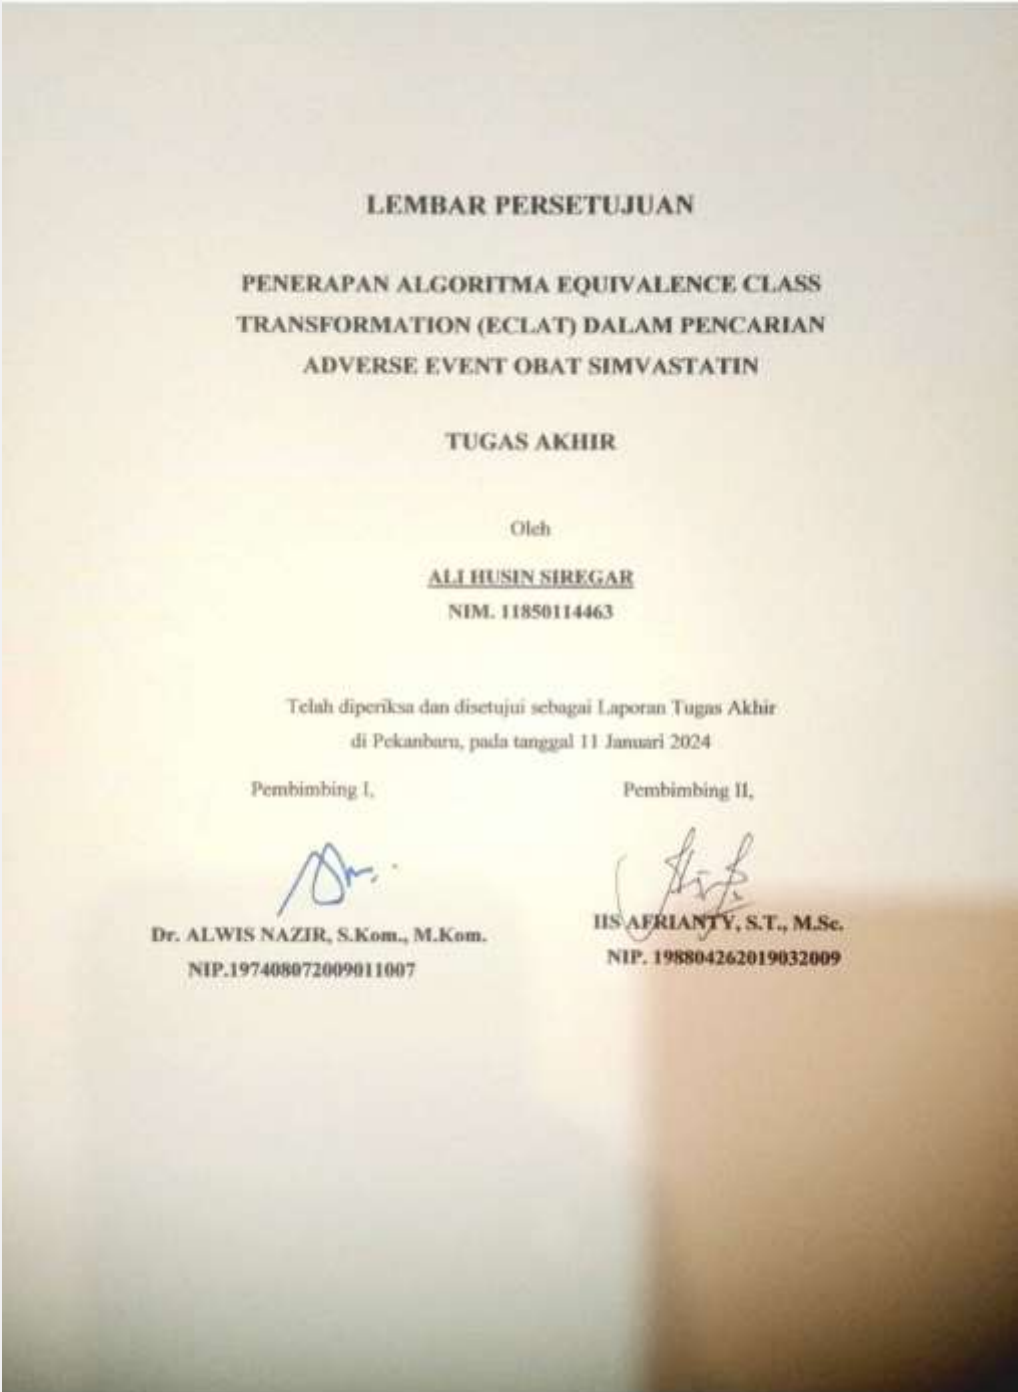 LEMBAR PERSETUJUAN
PENERAPAN ALGORITMA EQUIVALENCE CLASS
TRANSFORMATION (ECLAT) DALAM PENCARIAN
ADVERSE EVENT OBAT SIMVASTATIN
TUGAS AKHIR
Oleh
ALI HUSIN SIREGAR
NIM. 11850114463
Telah diperiksa dan disetujui sebagai Laporan Tugas Akhir
di Pekanbaru, pada tanggal 11 Januari 2024
Pembimbing I,
Pembimbing II,
Dr. ALWIS NAZIR, S.Kom., M.Kom.
NIP.197408072009011007
IIS AFRIANTY, S.T., M.Sc.
NIP. 198804262019032009